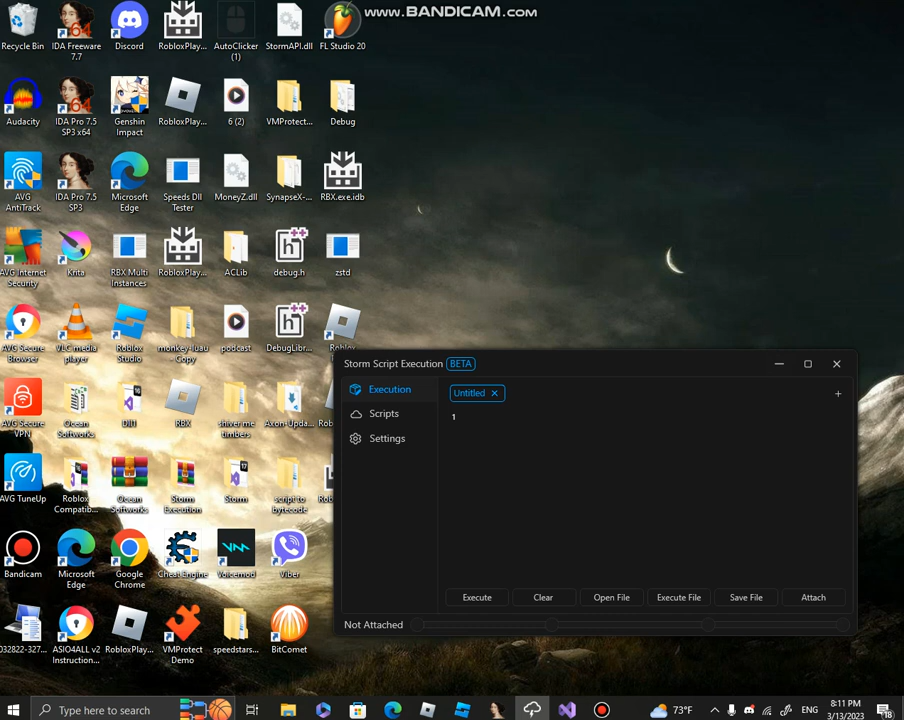 WWW.BANDICAM.COM
Recycle Bin
IDA Freeware
7.7
Discord
RobloxPlay...
AutoClicker
(1)
StormAPI.dll
FL Studio 20
Audacity
IDA Pro 7.5
SP3 x64
Genshin
Impact
RobloxPlay...
6 (2)
VMProtect...
Debug
AVG
AntiTrack
IDA Pro 7.5
SP3
Microsoft
Edge
Speeds Dll
Tester
MoneyZ.dll
SynapseX-...
RBX.exe.idb
AVG Internet
Security
Krita
RBX Multi
Instances
RobloxPlay...
ACLib
debug.h
zstd
AVG Secure
Browser
VLC media
player
Roblox
Studio
monkey-luau
- Copy
podcast
DebugLibr...
Roblox
AVG Secure
VPN
Ocean
Softworks
RBX
shiver me
timbers
Axon-Upda...
AVG TuneUp
Roblox
Compatib...
Ocean
Softworks
Storm
Execution
Storm
script to
bytecode
Bandicam
Microsoft
Edge
Google
Chrome
Cheat Engine
Voicemod
Viber
032822-327...
ASIO4ALL v2
Instruction...
RobloxPlay...
VMProtect
Demo
speedstars...
BitComet
Storm Script Execution BETA
Execution
Scripts
Settings
Untitled
1
Execute
Clear
Open File
Execute File
Save File
Attach
Not Attached
Type here to search
73°F
ENG
8:11 PM
3/13/2023
18